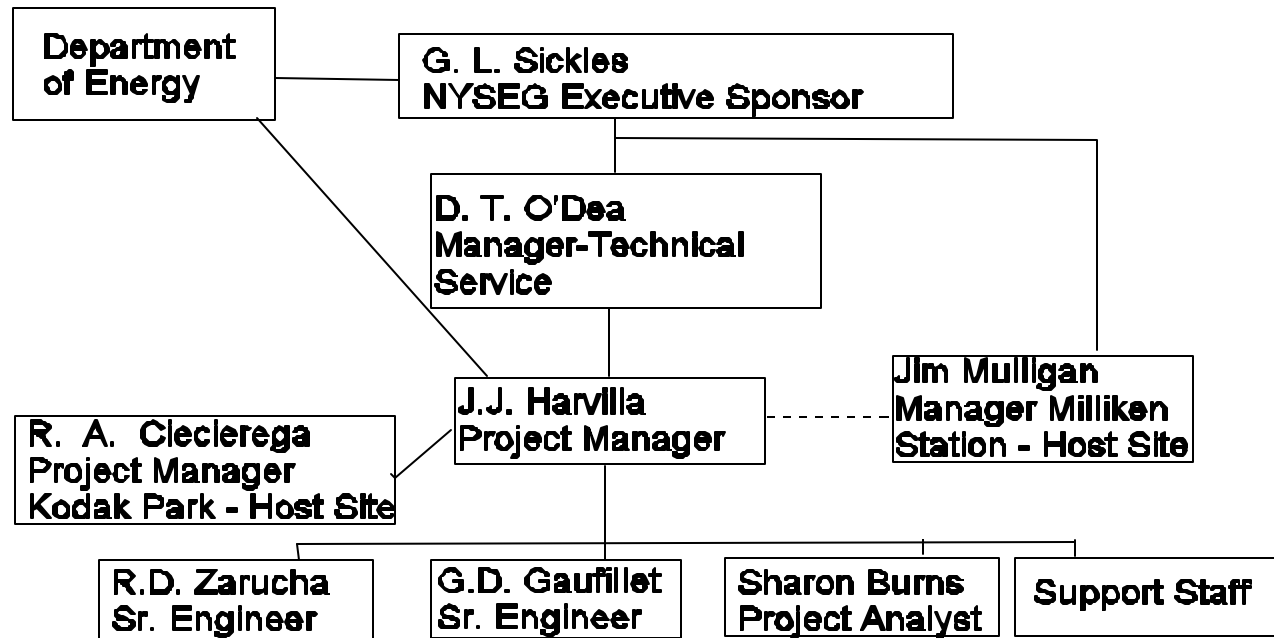 Department
of Energy
G. L. Sickles
NYSEG Executive Sponsor
D. T. O'Dea
Manager-Technical
Service
J.J. Harvilla
Project Manager
Jim Mulligan
Manager Milliken
Station - Host Site
R. A. Cieclerega
Project Manager
Kodak Park - Host Site
R.D. Zarucha
Sr. Engineer
G.D. Gaufillet
Sr. Engineer
Sharon Burns
Project Analyst
Support Staff